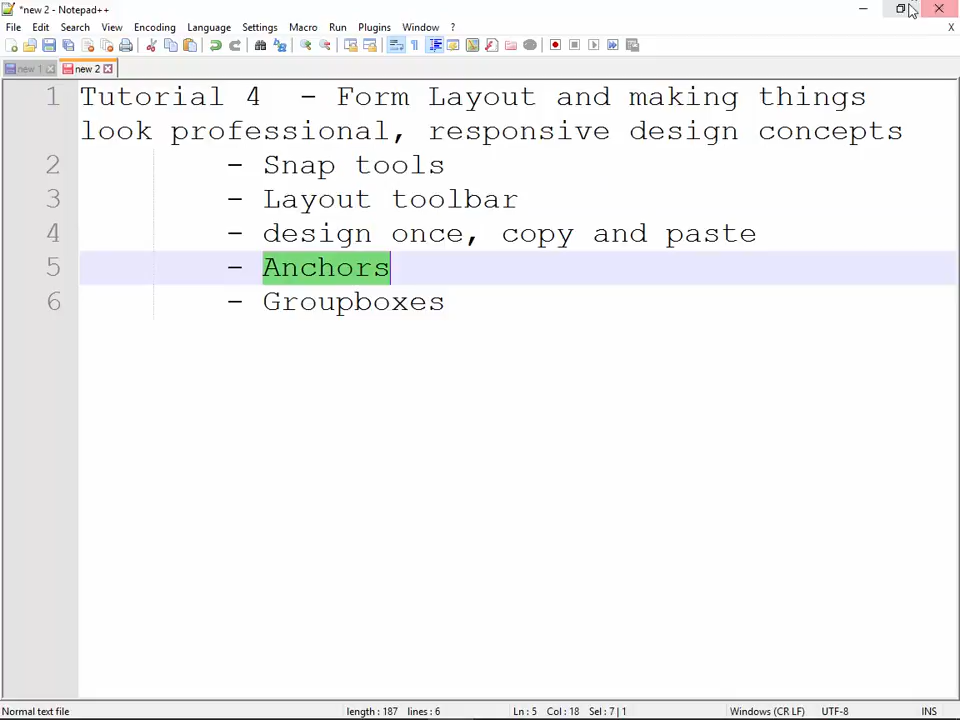 *new 2 - Notepad++
File Edit Search View Encoding Language Settings Macro Run Plugins Window ? X
new 1 new 2
1 Tutorial 4  - Form Layout and making things
look professional, responsive design concepts
2 - Snap tools
3 - Layout toolbar
4 - design once, copy and paste
5 - Anchors
6 - Groupboxes
Normal text file length : 187 lines : 6 Ln : 5 Col : 18 Sel : 7 | 1 Windows (CR LF) UTF-8 INS